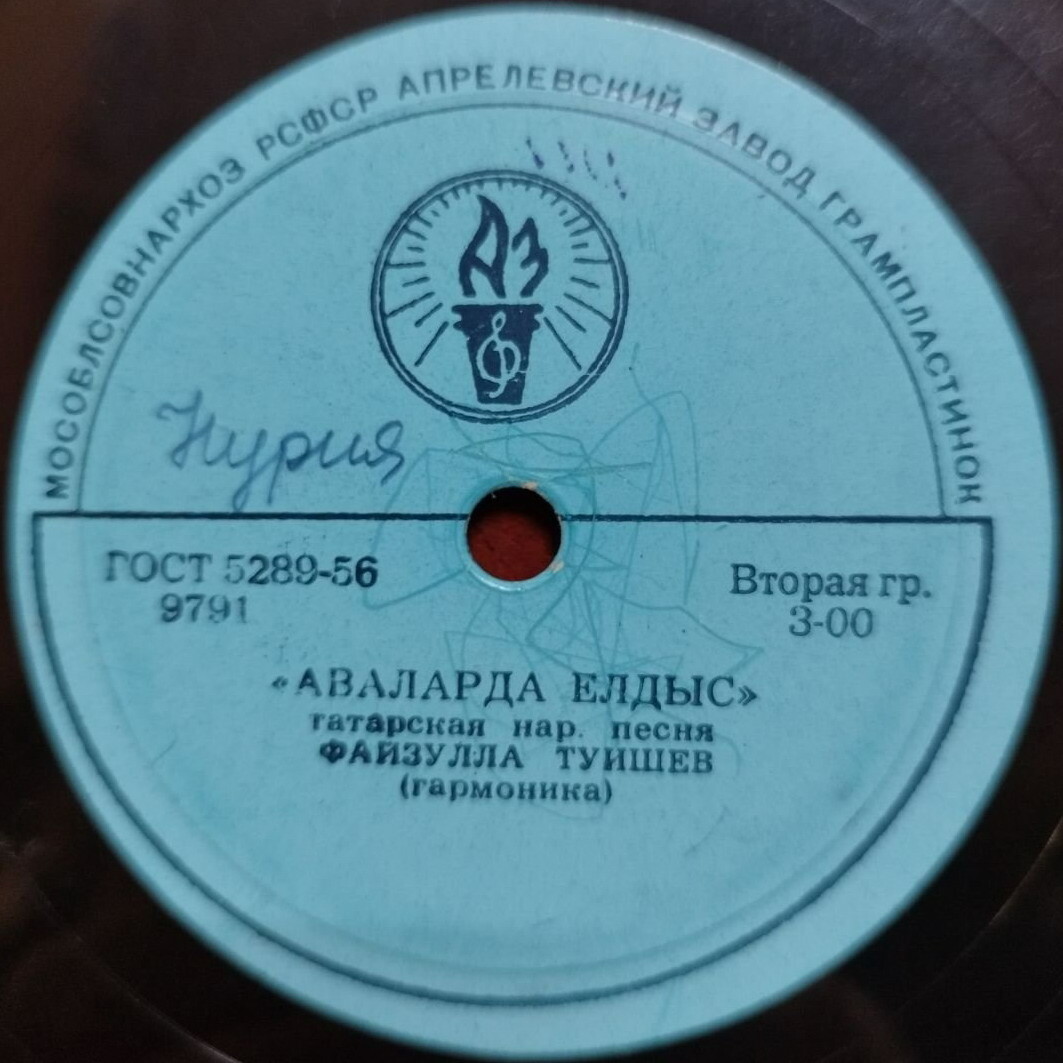 МОСОБЛСОВНАРХОЗ РСФСР АПРЕЛЕВСКИЙ ЗАВОД ГРАМПЛАСТИНОК
АЗ
Нурия
ГОСТ 5289-56
9791
Вторая гр.
3-00
«АВАЛАРДА ЕЛДЫС»
татарская нар. песня
ФАЙЗУЛЛА ТУИШЕВ
(гармоника)